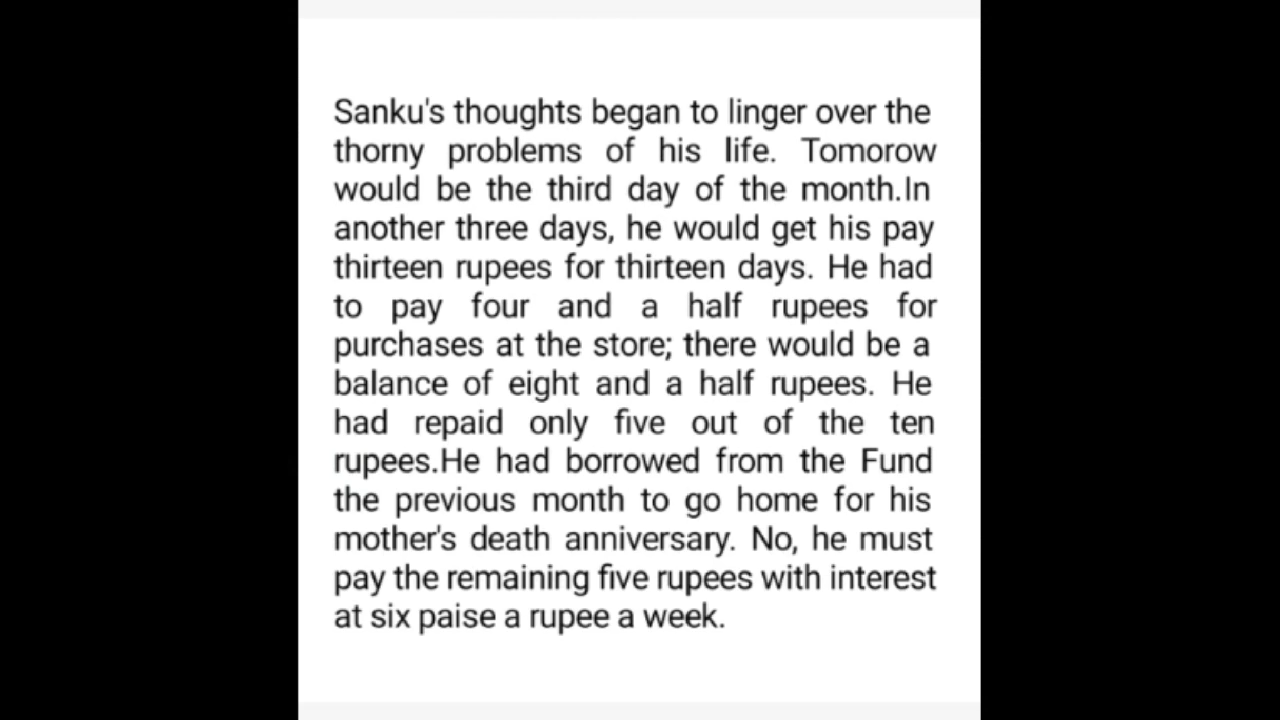 Sanku's thoughts began to linger over the
thorny problems of his life. Tomorow
would be the third day of the month.In
another three days, he would get his pay
thirteen rupees for thirteen days. He had
to pay four and a half rupees for
purchases at the store; there would be a
balance of eight and a half rupees. He
had repaid only five out of the ten
rupees.He had borrowed from the Fund
the previous month to go home for his
mother's death anniversary. No, he must
pay the remaining five rupees with interest
at six paise a rupee a week.